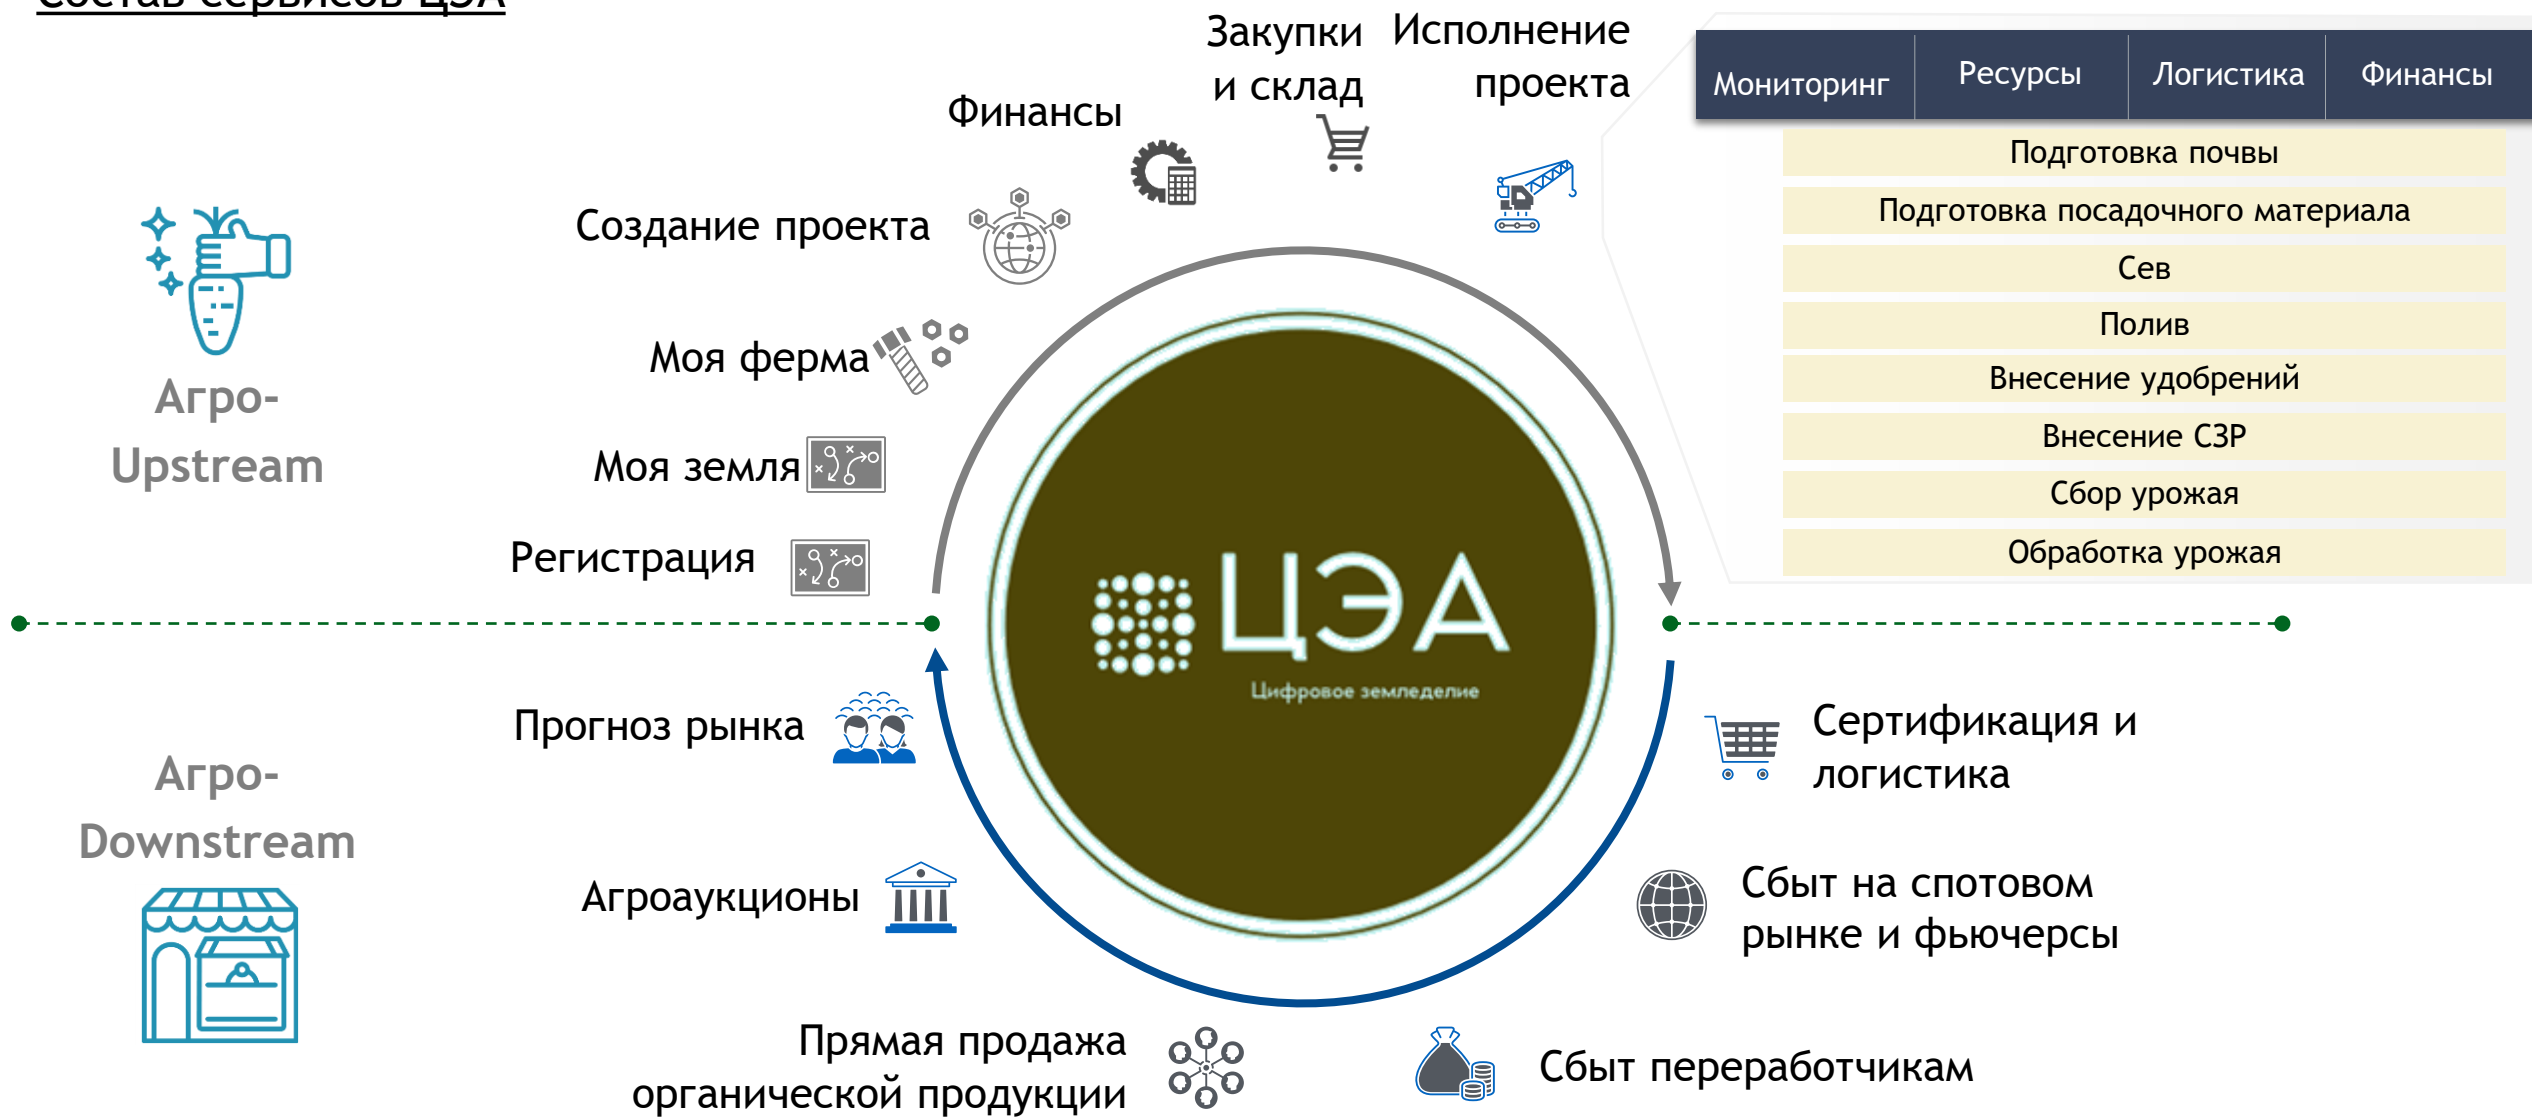 Состав сервисов ЦЭА
Закупки
и склад
Исполнение
проекта
Финансы
Создание проекта
Моя ферма
Моя земля
Регистрация
Агро-
Upstream
Мониторинг
Ресурсы
Логистика
Финансы
Подготовка почвы
Подготовка посадочного материала
Сев
Полив
Внесение удобрений
Внесение СЗР
Сбор урожая
Обработка урожая
ЦЭА
Цифровое земледелие
Агро-
Downstream
Прогноз рынка
Агроаукционы
Прямая продажа
органической продукции
Сертификация и
логистика
Сбыт на спотовом
рынке и фьючерсы
Сбыт переработчикам